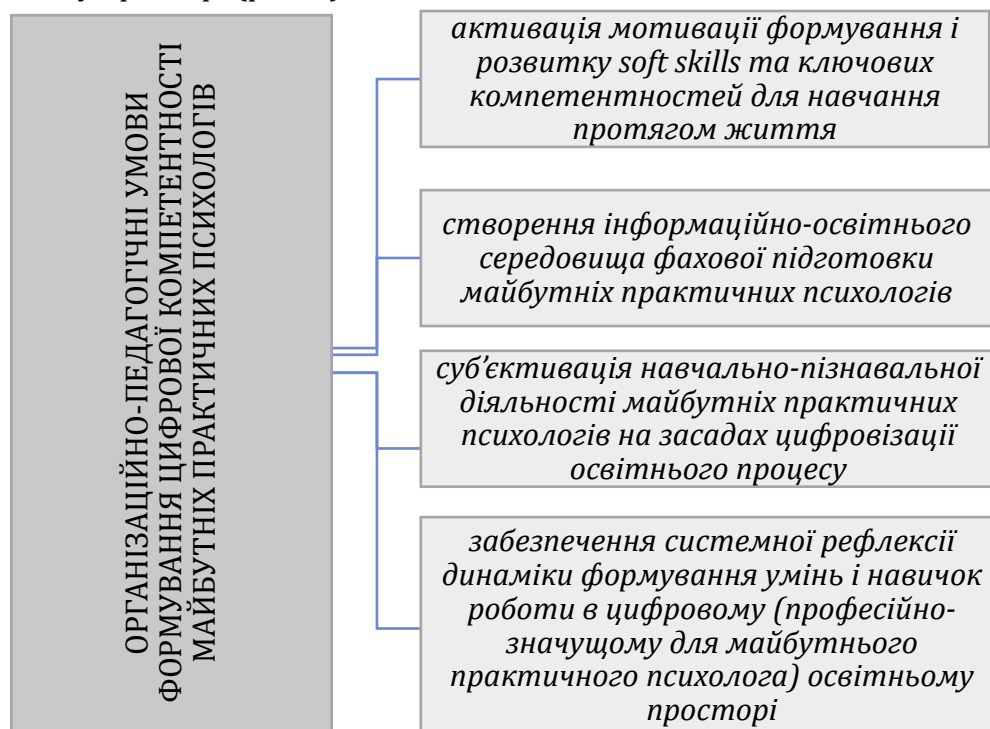 ОРГАНІЗАЦІЙНО-ПЕДАГОГІЧНІ УМОВИ
ФОРМУВАННЯ ЦИФРОВОЇ КОМПЕТЕНТНОСТІ
МАЙБУТНІХ ПРАКТИЧНИХ ПСИХОЛОГІВ
активація мотивації формування і
розвитку soft skills та ключових
компетентностей для навчання
протягом життя
створення інформаційно-освітнього
середовища фахової підготовки
майбутніх практичних психологів
суб’єктивація навчально-пізнавальної
діяльності майбутніх практичних
психологів на засадах цифровізації
освітнього процесу
забезпечення системної рефлексії
динаміки формування умінь і навичок
роботи в цифровому (професійно-
значущому для майбутнього
практичного психолога) освітньому
просторі